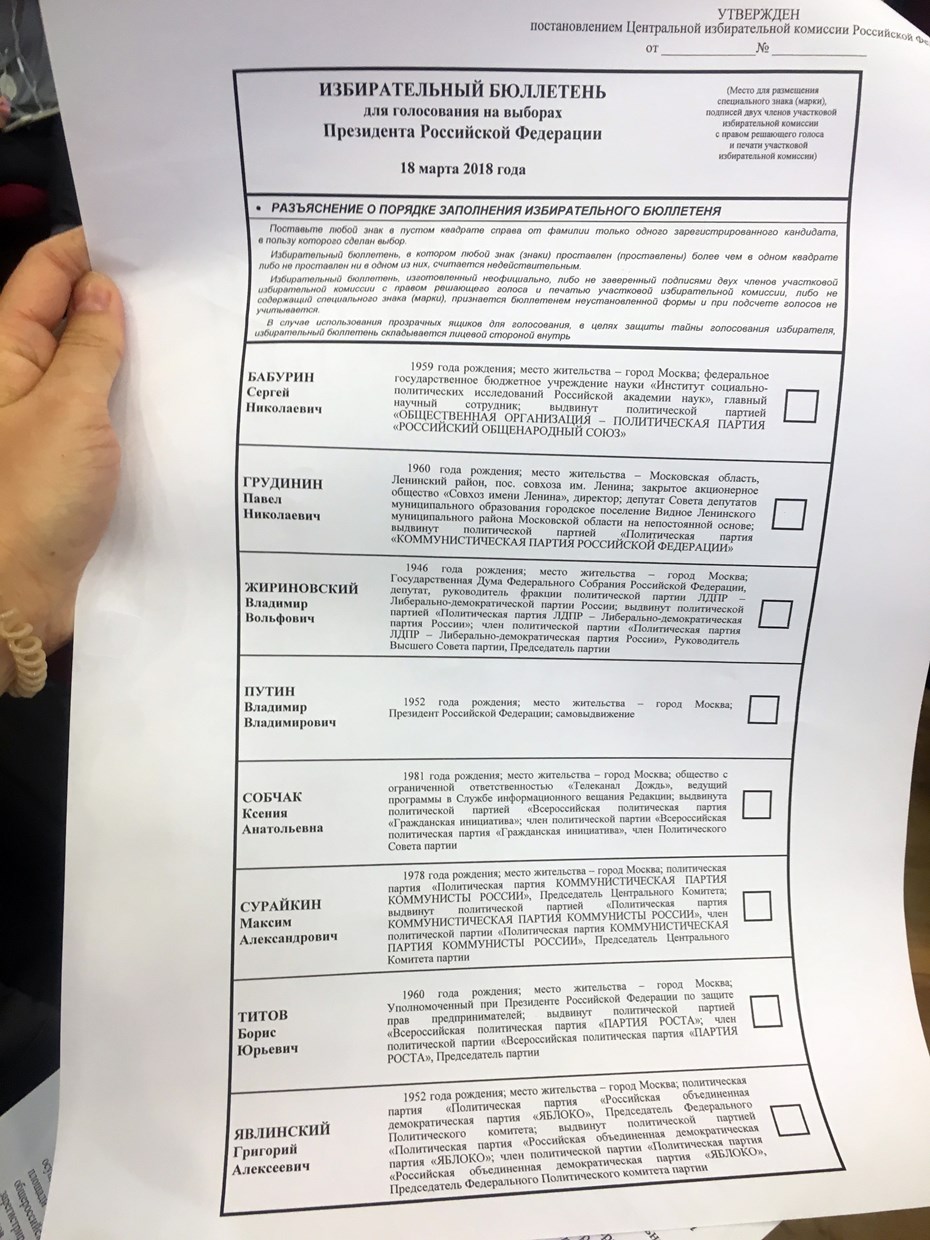 УТВЕРЖДЕН
постановлением Центральной избирательной комиссии Российской Фе
от ______________№ ______________
ИЗБИРАТЕЛЬНЫЙ БЮЛЛЕТЕНЬ
для голосования на выборах
Президента Российской Федерации
18 марта 2018 года
(Место для размещения
специального знака (марки),
подписей двух членов участковой
избирательной комиссии
с правом решающего голоса
и печати участковой
избирательной комиссии)
• РАЗЪЯСНЕНИЕ О ПОРЯДКЕ ЗАПОЛНЕНИЯ ИЗБИРАТЕЛЬНОГО БЮЛЛЕТЕНЯ
Поставьте любой знак в пустом квадрате справа от фамилии только одного зарегистрированного кандидата,
в пользу которого сделан выбор.
Избирательный бюллетень, в котором любой знак (знаки) проставлен (проставлены) более чем в одном квадрате
либо не проставлен ни в одном из них, считается недействительным.
Избирательный бюллетень, изготовленный неофициально, либо не заверенный подписями двух членов участковой
избирательной комиссии с правом решающего голоса и печатью участковой избирательной комиссии, либо не
содержащий специального знака (марки), признается бюллетенем неустановленной формы и при подсчете голосов не
учитывается.
В случае использования прозрачных ящиков для голосования, в целях защиты тайны голосования избирателя,
избирательный бюллетень складывается лицевой стороной внутрь
БАБУРИН
Сергей
Николаевич
1959 года рождения; место жительства – город Москва; федеральное
государственное бюджетное учреждение науки «Институт социально-
политических исследований Российской академии наук», главный
научный сотрудник; выдвинут политической партией
«ОБЩЕСТВЕННАЯ ОРГАНИЗАЦИЯ – ПОЛИТИЧЕСКАЯ ПАРТИЯ
«РОССИЙСКИЙ ОБЩЕНАРОДНЫЙ СОЮЗ»
ГРУДИНИН
Павел
Николаевич
1960 года рождения; место жительства – Московская область,
Ленинский район, пос. совхоза им. Ленина; закрытое акционерное
общество «Совхоз имени Ленина», директор; депутат Совета депутатов
муниципального образования городское поселение Видное Ленинского
муниципального района Московской области на непостоянной основе;
выдвинут политической партией «Политическая партия
«КОММУНИСТИЧЕСКАЯ ПАРТИЯ РОССИЙСКОЙ ФЕДЕРАЦИИ»
ЖИРИНОВСКИЙ
Владимир
Вольфович
1946 года рождения; место жительства – город Москва;
Государственная Дума Федерального Собрания Российской Федерации,
депутат, руководитель фракции политической партии ЛДПР –
Либерально-демократической партии России; выдвинут политической
партией «Политическая партия ЛДПР – Либерально-демократическая
партия России»; член политической партии «Политическая партия
ЛДПР – Либерально-демократическая партия России», Руководитель
Высшего Совета партии, Председатель партии
ПУТИН
Владимир
Владимирович
1952 года рождения; место жительства – город Москва;
Президент Российской Федерации; самовыдвижение
СОБЧАК
Ксения
Анатольевна
1981 года рождения; место жительства – город Москва; общество с
ограниченной ответственностью «Телеканал Дождь», ведущий
программы в Службе информационного вещания Редакции; выдвинута
политической партией «Всероссийская политическая партия
«Гражданская инициатива»; член политической партии «Всероссийская
политическая партия «Гражданская инициатива», член Политического
Совета партии
СУРАЙКИН
Максим
Александрович
1978 года рождения; место жительства – город Москва; политическая
партия «Политическая партия КОММУНИСТИЧЕСКАЯ ПАРТИЯ
КОММУНИСТЫ РОССИИ», Председатель Центрального Комитета;
выдвинут политической партией «Политическая партия
КОММУНИСТИЧЕСКАЯ ПАРТИЯ КОММУНИСТЫ РОССИИ», член
политической партии «Политическая партия КОММУНИСТИЧЕСКАЯ
ПАРТИЯ КОММУНИСТЫ РОССИИ», Председатель Центрального
Комитета партии
ТИТОВ
Борис
Юрьевич
1960 года рождения; место жительства – город Москва;
Уполномоченный при Президенте Российской Федерации по защите
прав предпринимателей; выдвинут политической партией
«Всероссийская политическая партия «ПАРТИЯ РОСТА»; член
политической партии «Всероссийская политическая партия «ПАРТИЯ
РОСТА», Председатель партии
ЯВЛИНСКИЙ
Григорий
Алексеевич
1952 года рождения; место жительства – город Москва; политическая
партия «Политическая партия «Российская объединенная
демократическая партия «ЯБЛОКО», Председатель Федерального
Политического комитета; выдвинут политической партией
«Политическая партия «Российская объединенная демократическая
партия «ЯБЛОКО»; член политической партии «Политическая партия
«Российская объединенная демократическая партия «ЯБЛОКО»,
Председатель Федерального Политического комитета партии